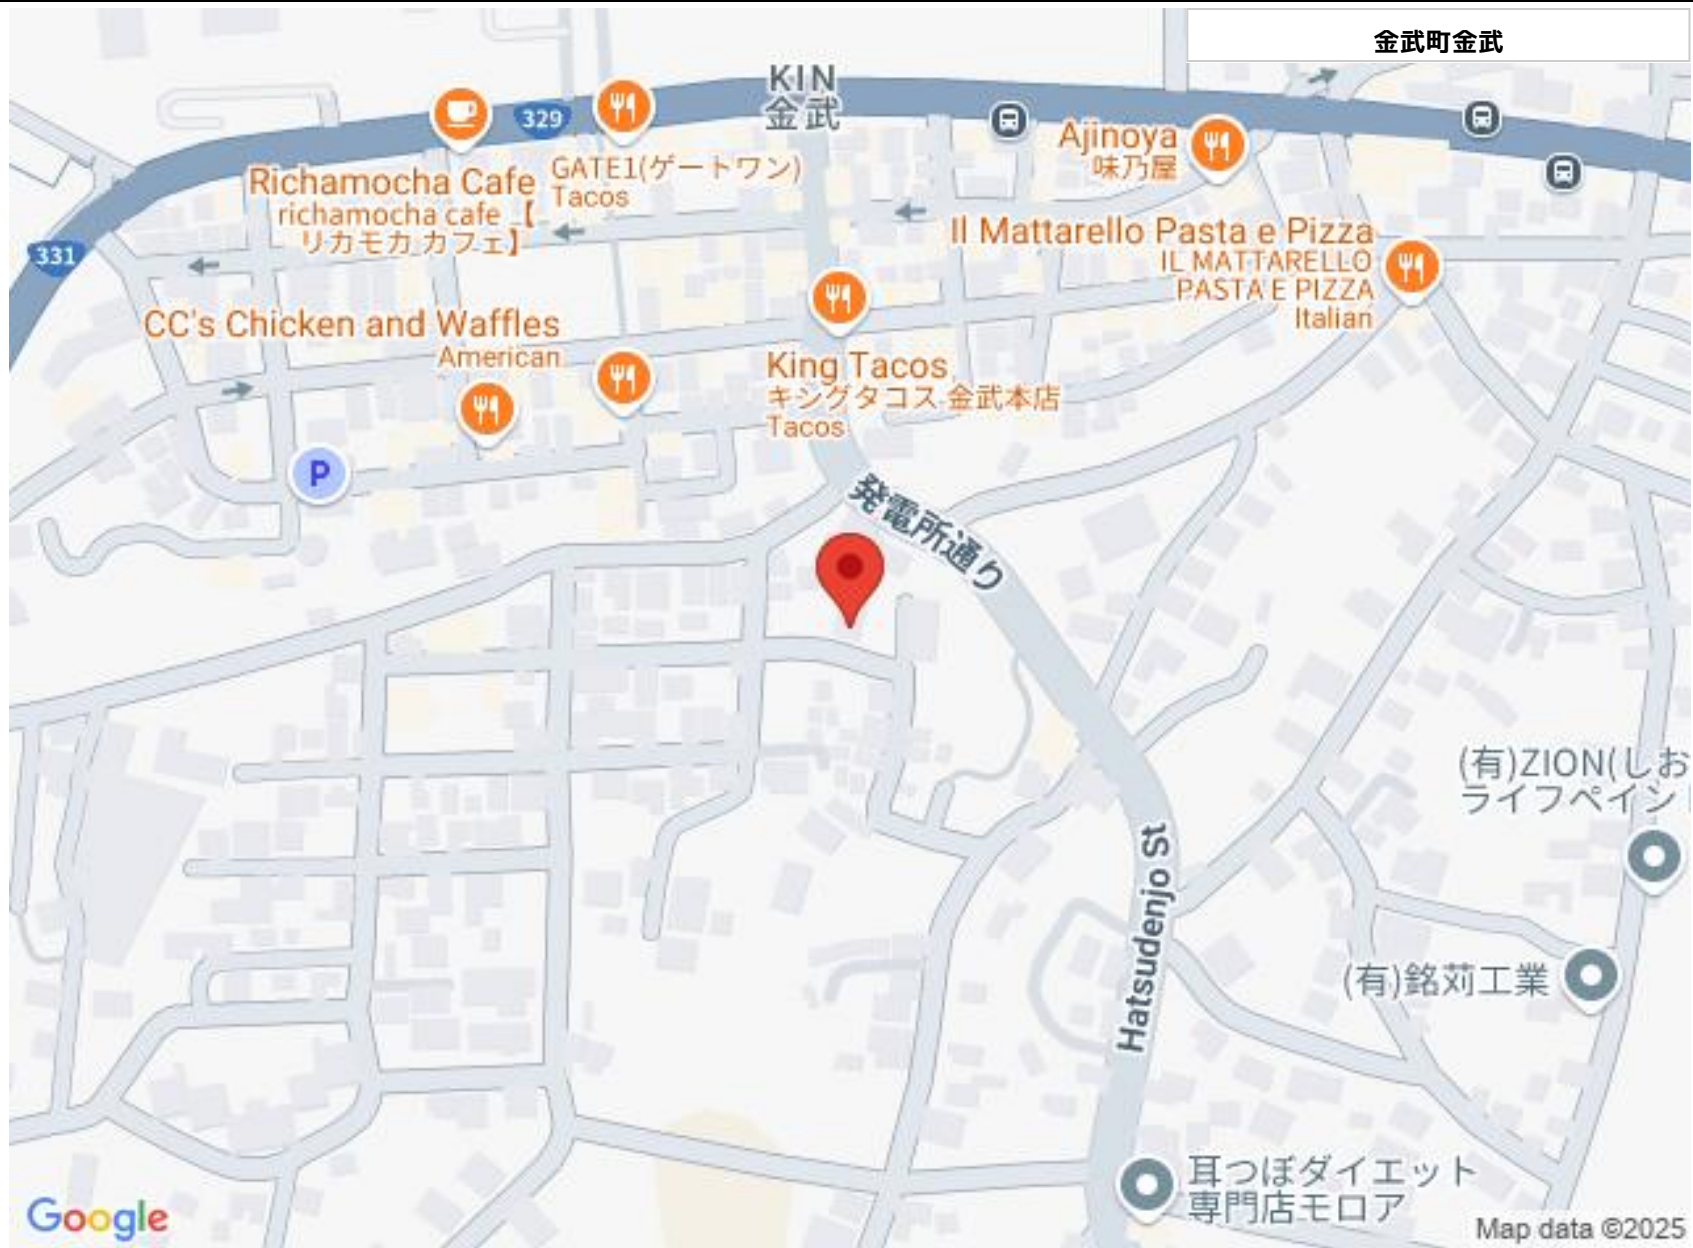 金武町金武
KIN
金武
329
331
Richamocha Cafe
richamocha cafe 【
リカモカ カフェ】
GATE1(ゲートワン)
Tacos
Ajinoya
味乃屋
Il Mattarello Pasta e Pizza
IL MATTARELLO
PASTA E PIZZA
Italian
CC's Chicken and Waffles
American
King Tacos
キングタコス 金武本店
Tacos
P
発電所通り
(有)ZION(しお
ライフペイント
Hatsudenjo St
(有)銘苅工業
耳つぼダイエット
専門店モロア
Google
Map data ©2025